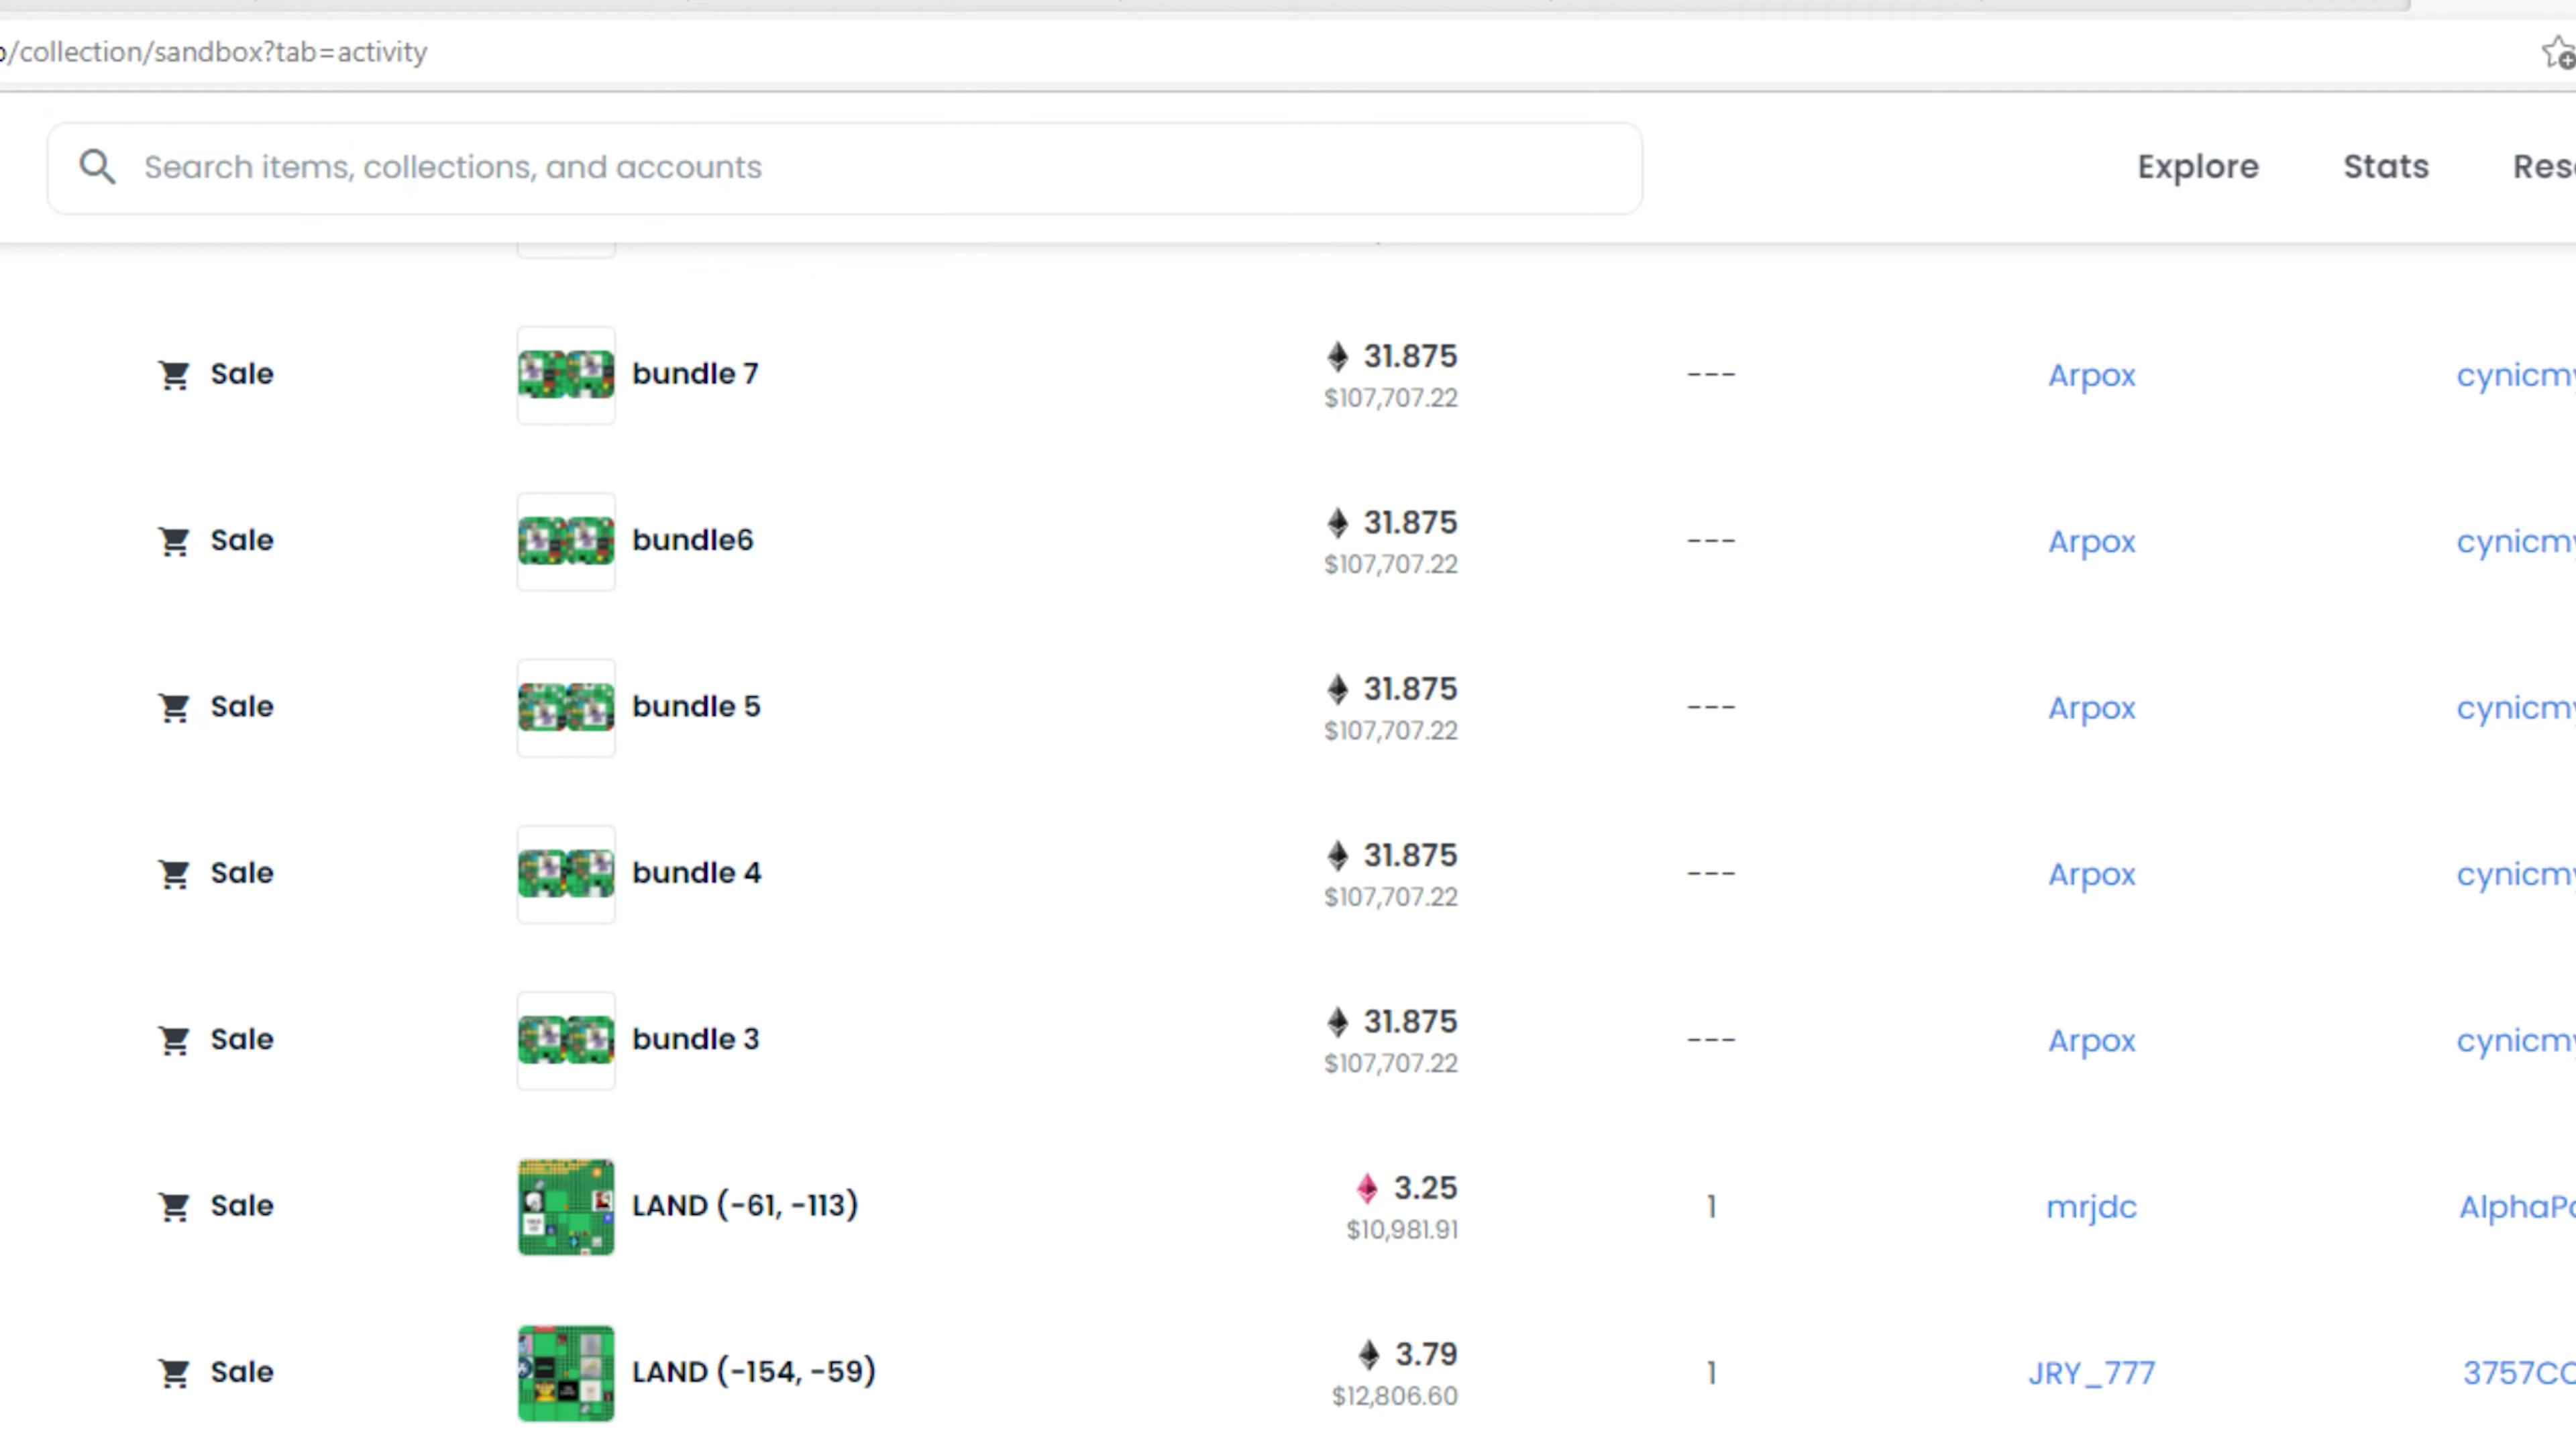 /collection/sandbox?tab=activity
Search items, collections, and accounts
Explore Stats
Sale bundle 7 31.875 --- Arpox
$107,707.22
Sale bundle6 31.875 --- Arpox
$107,707.22
Sale bundle 5 31.875 --- Arpox
$107,707.22
Sale bundle 4 31.875 --- Arpox
$107,707.22
Sale bundle 3 31.875 --- Arpox
$107,707.22
Sale LAND (-61, -113) 3.25 1 mrjdc
$10,981.91
Sale LAND (-154, -59) 3.79 1 JRY_777
$12,806.60